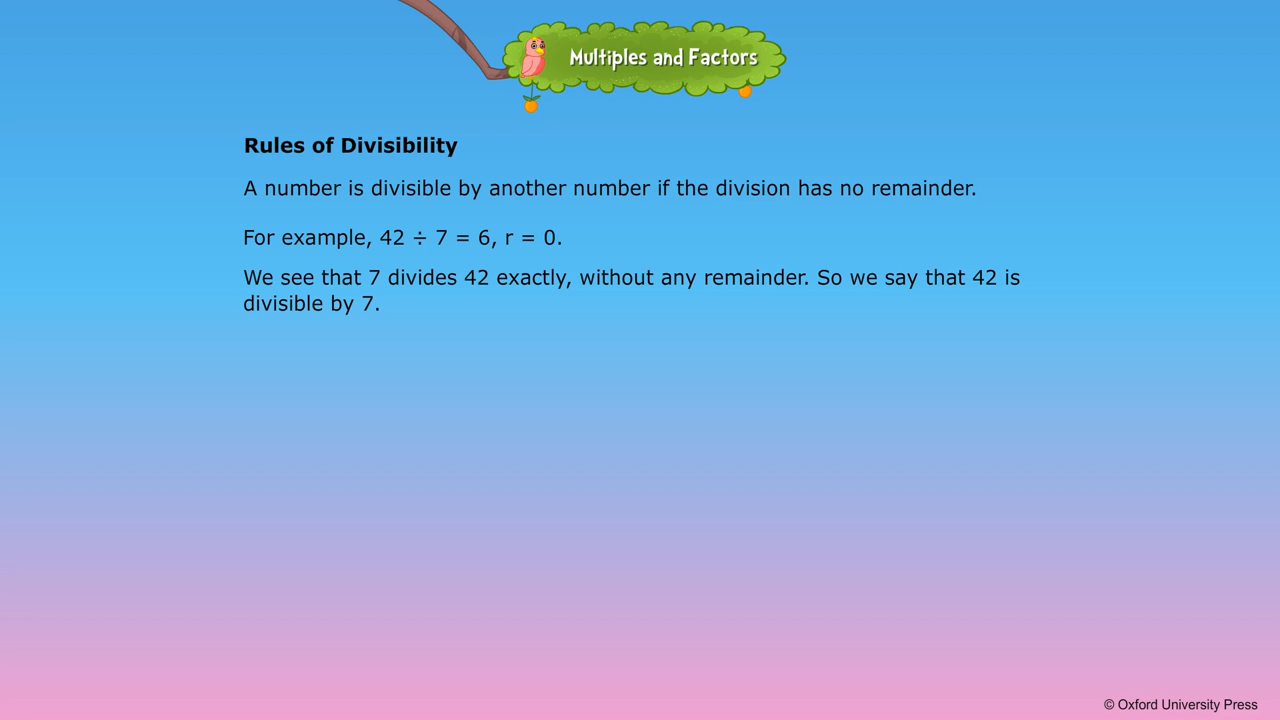 Multiples and Factors
Rules of Divisibility
A number is divisible by another number if the division has no remainder.
For example, 42 ÷ 7 = 6, r = 0.
We see that 7 divides 42 exactly, without any remainder. So we say that 42 is
divisible by 7.
© Oxford University Press